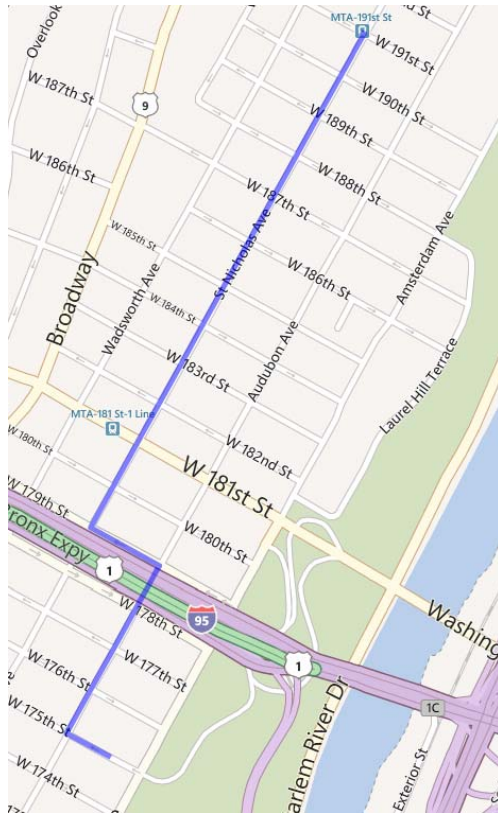 MTA-191st St
Overlook
W 191st St
W 190th St
W 187th St
9
W 189th St
W 186th St
W 188th St
W 187th St
W 185th St
St Nicholas Ave
Amsterdam Ave
W 186th St
Wadsworth Ave
Broadway
W 184th St
Audubon Ave
Laurel Hill Terrace
W 183rd St
MTA-181 St-1 Line
W 180th St
W 182nd St
W 181st St
W 179th St
W 180th St
Bronx Expy
1
W 178th St
95
Washing
1
W 177th St
W 176th St
Harlem River Dr
1C
W 175th St
W 174th St
Exterior St